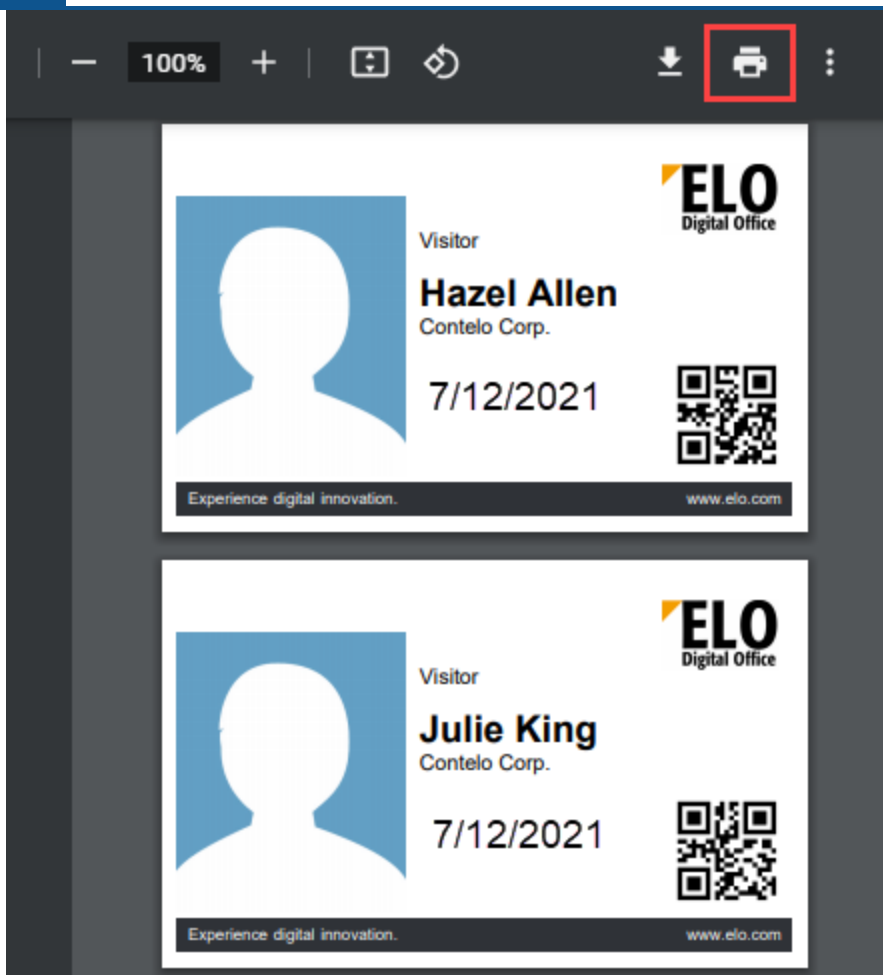 100%
ELO
Digital Office
Visitor
Hazel Allen
Contelo Corp.
7/12/2021
Experience digital innovation. www.elo.com
ELO
Digital Office
Visitor
Julie King
Contelo Corp.
7/12/2021
Experience digital innovation. www.elo.com